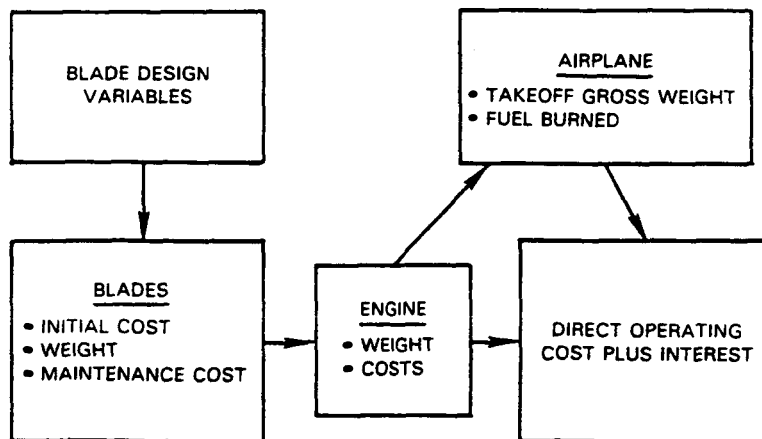 BLADE DESIGN
VARIABLES
AIRPLANE
• TAKEOFF GROSS WEIGHT
• FUEL BURNED
BLADES
• INITIAL COST
• WEIGHT
• MAINTENANCE COST
ENGINE
• WEIGHT
• COSTS
DIRECT OPERATING
COST PLUS INTEREST